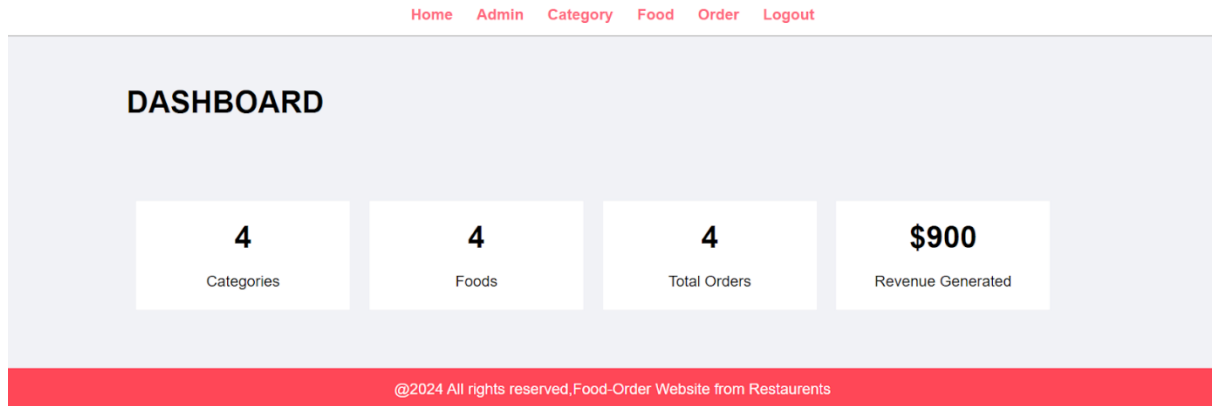 Home Admin Category Food Order Logout
DASHBOARD
4 4 4 $900
Categories Foods Total Orders Revenue Generated
@2024 All rights reserved,Food-Order Website from Restaurents